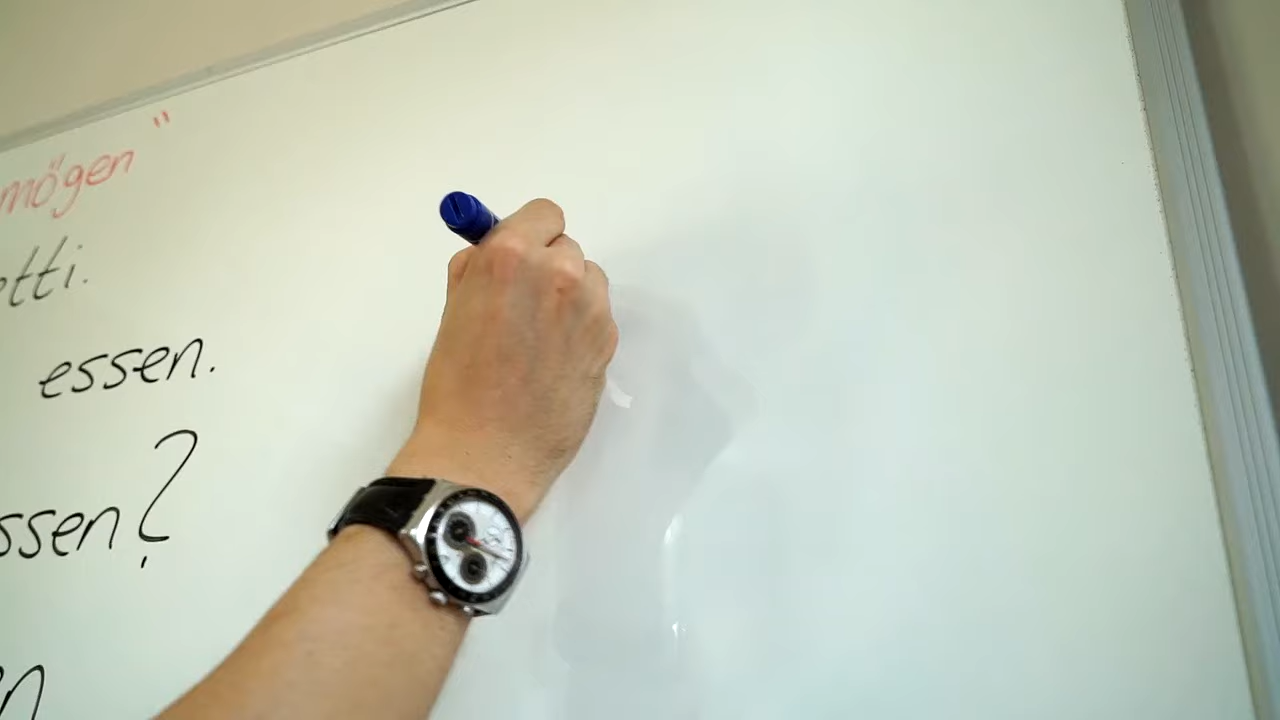 mögen "
etti.
essen.
ssen?
n